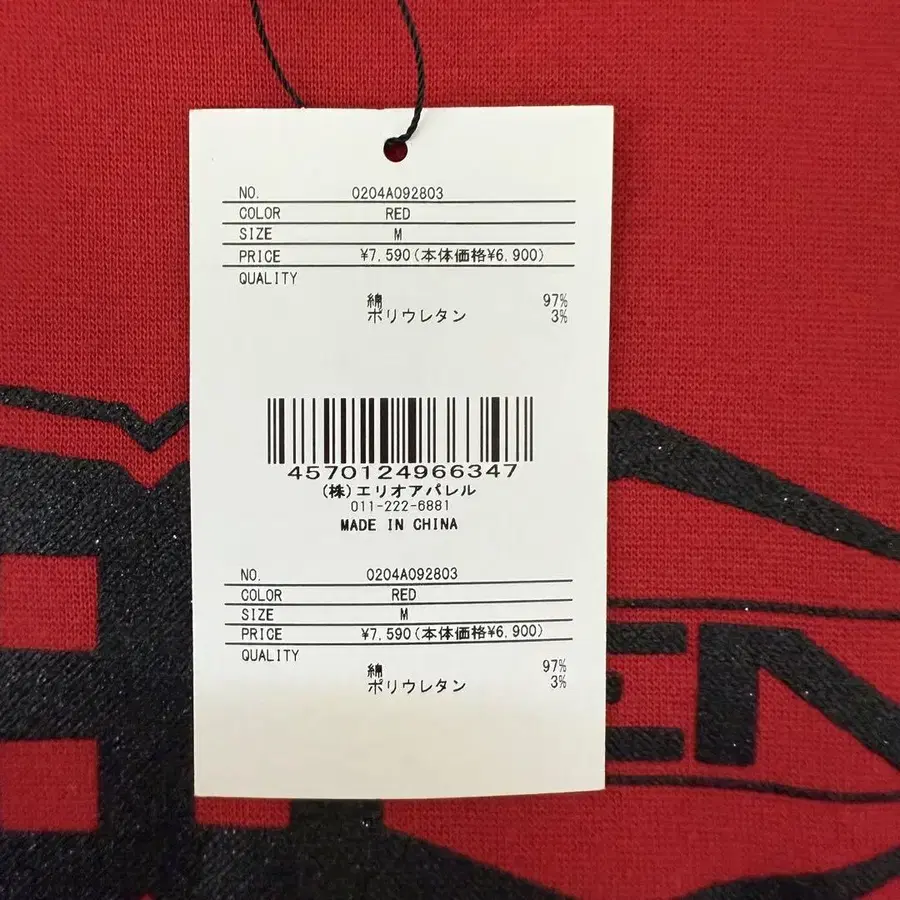 NO. 0204A092803
COLOR RED
SIZE M
PRICE ¥7,590(本体価格¥6,900)
QUALITY
綿 97%
ポリウレタン 3%
4570124966347
(株)エリオアパレル
011-222-6881
MADE IN CHINA
NO. 0204A092803
COLOR RED
SIZE M
PRICE ¥7,590(本体価格¥6,900)
QUALITY
綿 97%
ポリウレタン 3%